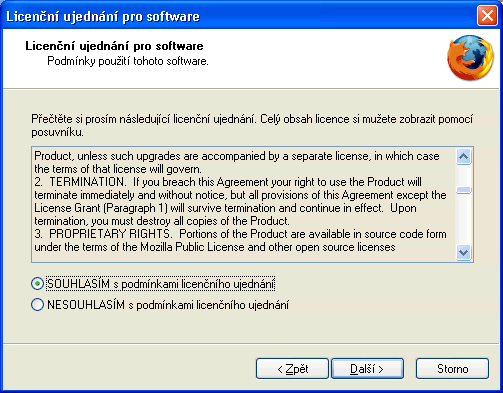 Licenční ujednání pro software
Licenční ujednání pro software
Podmínky použití tohoto software.
Přečtěte si prosím následující licenční ujednání. Celý obsah licence si mužete zobrazit pomocí
posuvníku.
Product, unless such upgrades are accompanied by a separate license, in which case
the terms of that license will govern.
2.  TERMINATION.  If you breach this Agreement your right to use the Product will
terminate immediately and without notice, but all provisions of this Agreement except the
License Grant (Paragraph 1) will survive termination and continue in effect.  Upon
termination, you must destroy all copies of the Product.
3.  PROPRIETARY RIGHTS.  Portions of the Product are available in source code form
under the terms of the Mozilla Public License and other open source licenses
SOUHLASÍM s podmínkami licenčního ujednání
NESOUHLASÍM s podmínkami licenčního ujednání
< Zpět
Další >
Storno